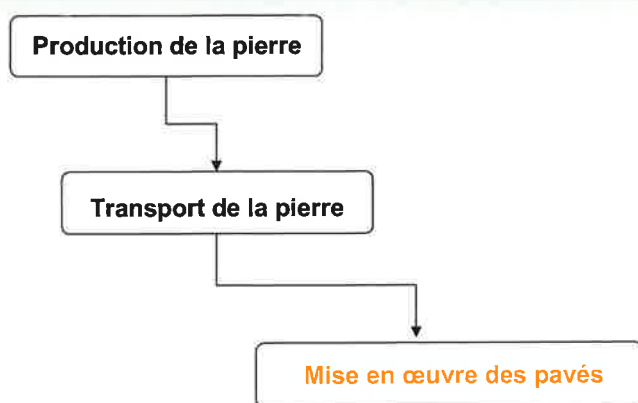 Production de la pierre
Transport de la pierre
Mise en œuvre des pavés